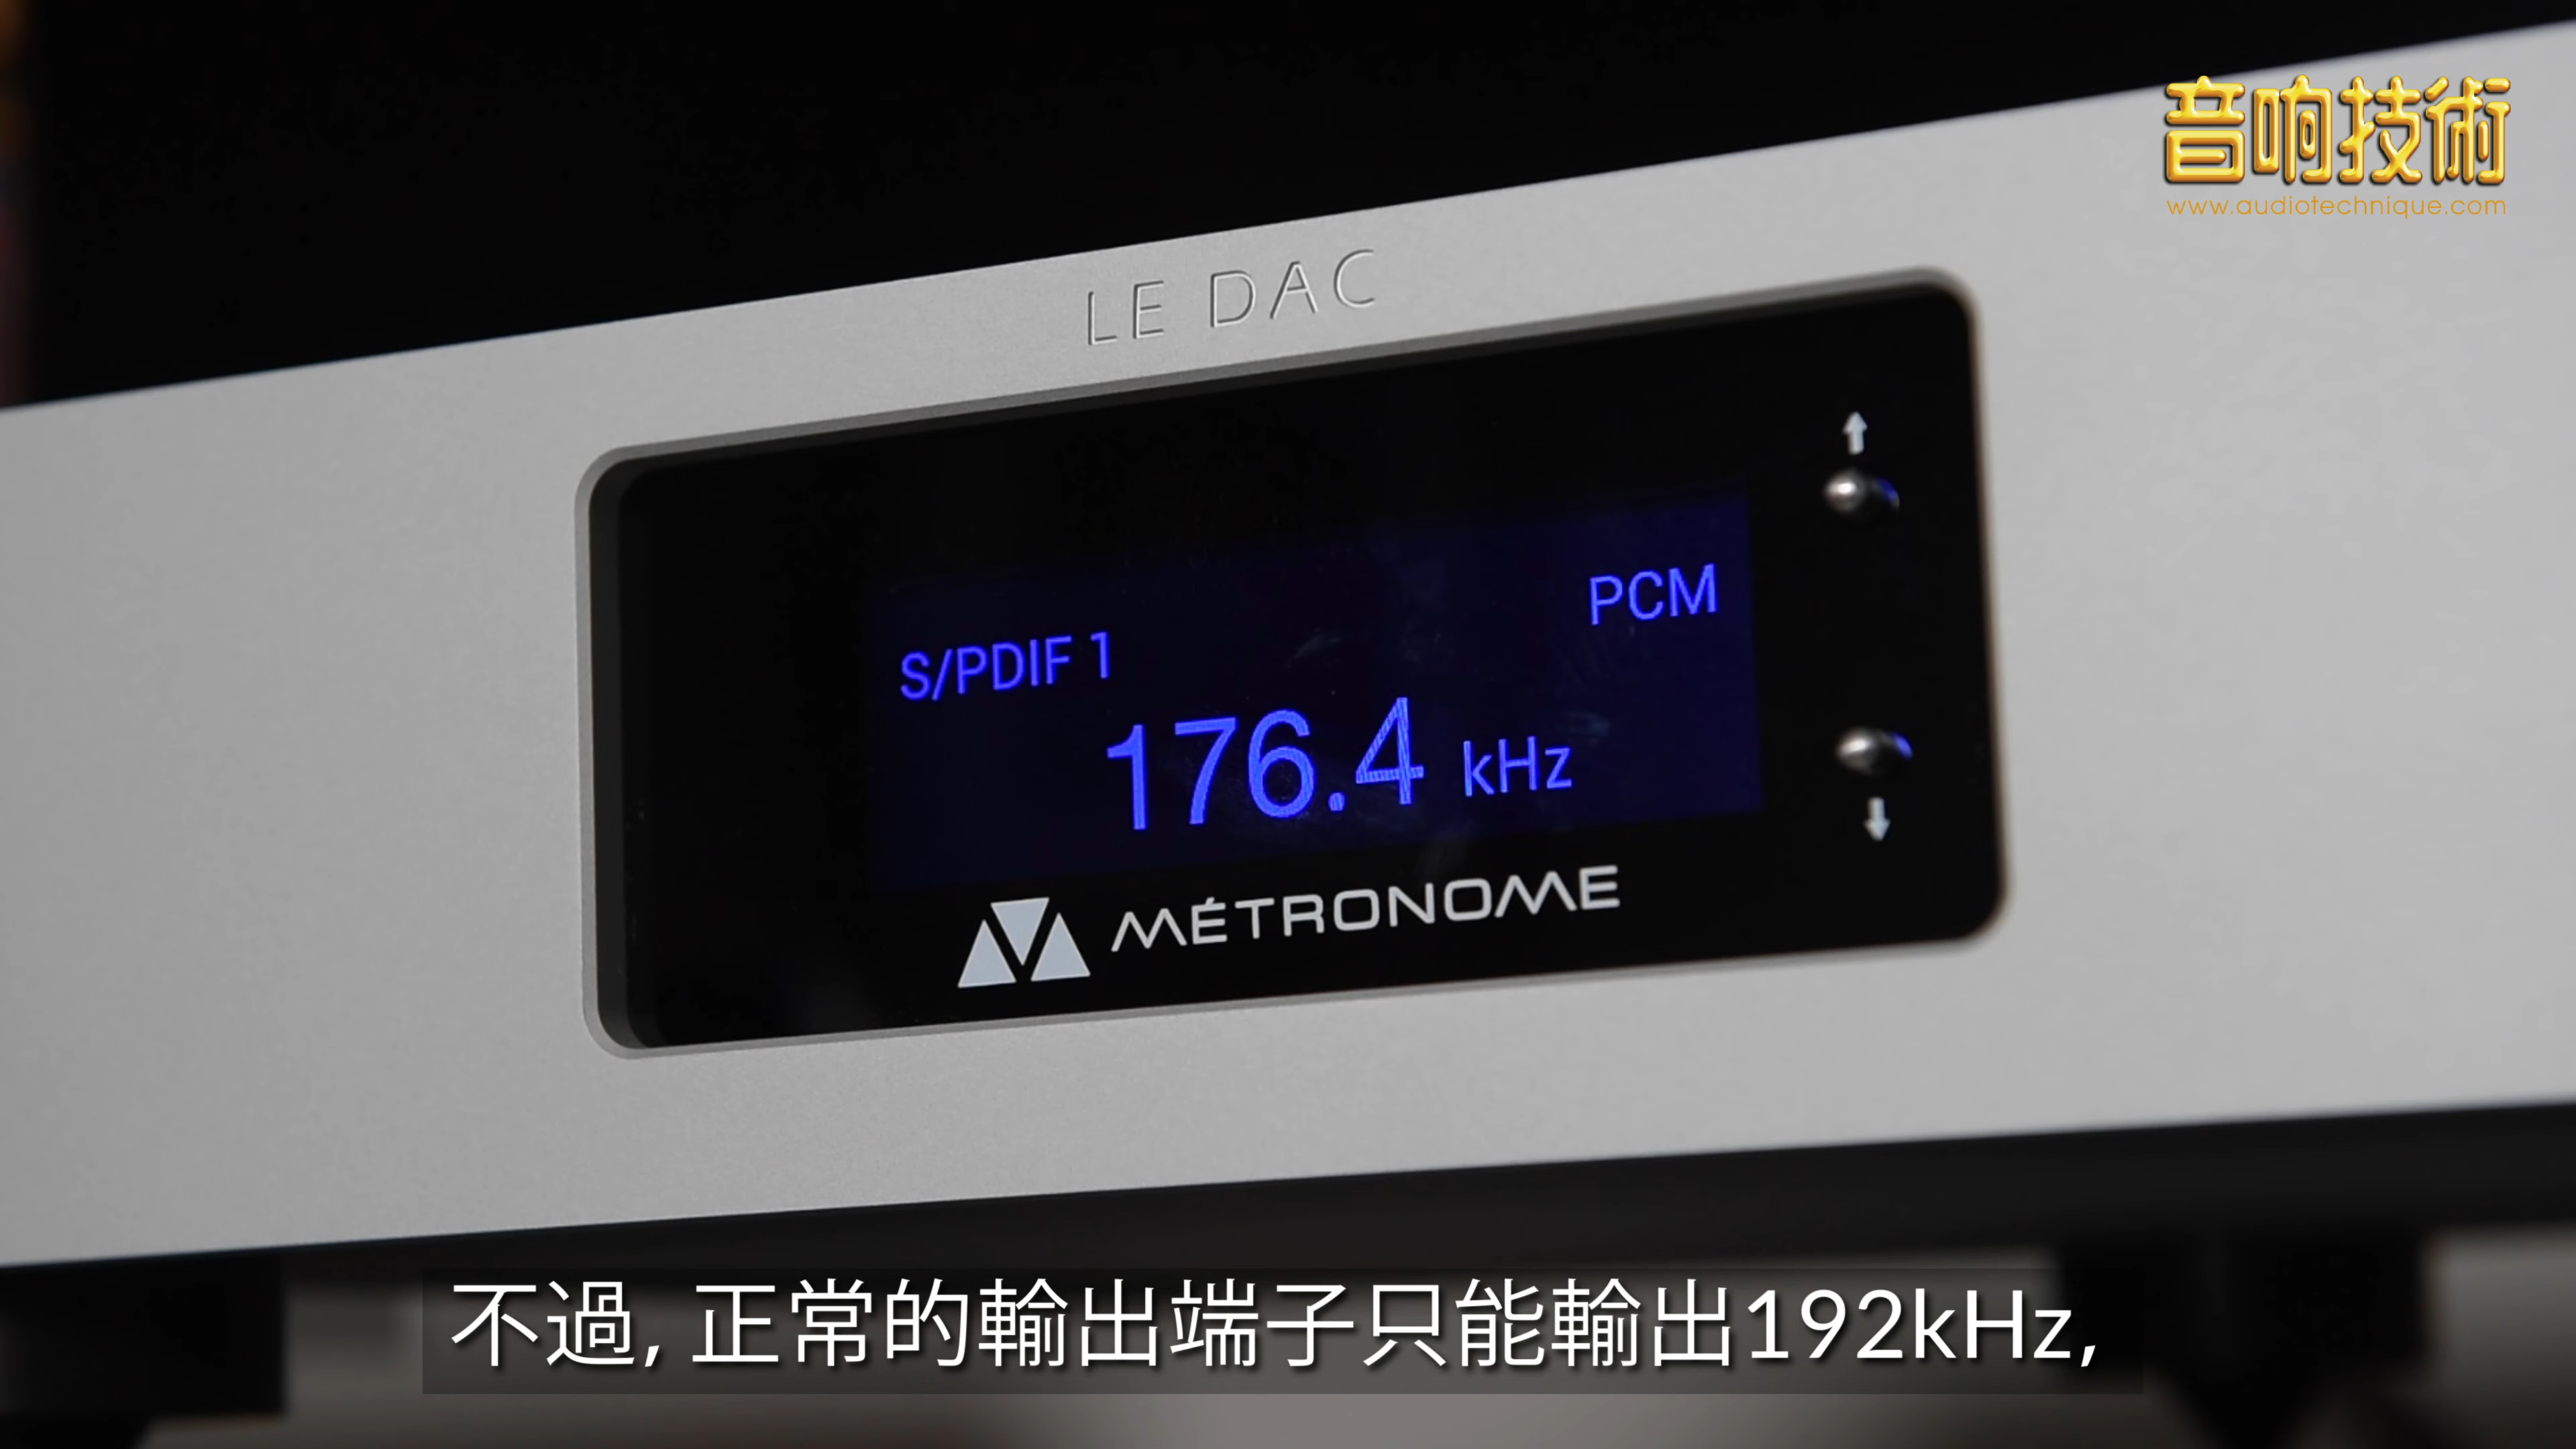 音响技術
www.audiotechnique.com
LE DAC
PCM
S/PDIF 1
176.4 kHz
MÉTRONOME
不過, 正常的輸出端子只能輸出192kHz,